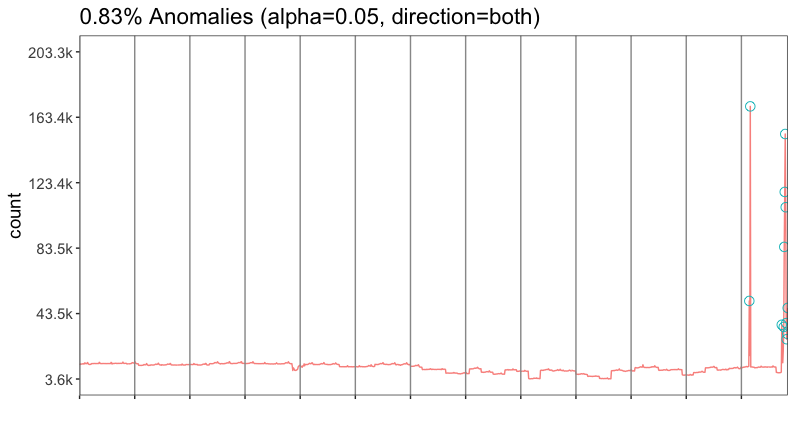 0.83% Anomalies (alpha=0.05, direction=both)
203.3k
163.4k
123.4k
83.5k
43.5k
3.6k
count